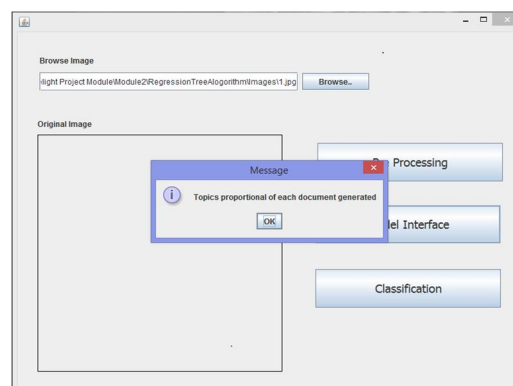 Browse Image
light Project Module\Module2\RegressionTreeAlogorithm\Images\1.jpg
Browse..
Original Image
Message
Processing
Topics proportional of each document generated
OK
Interface
Classification